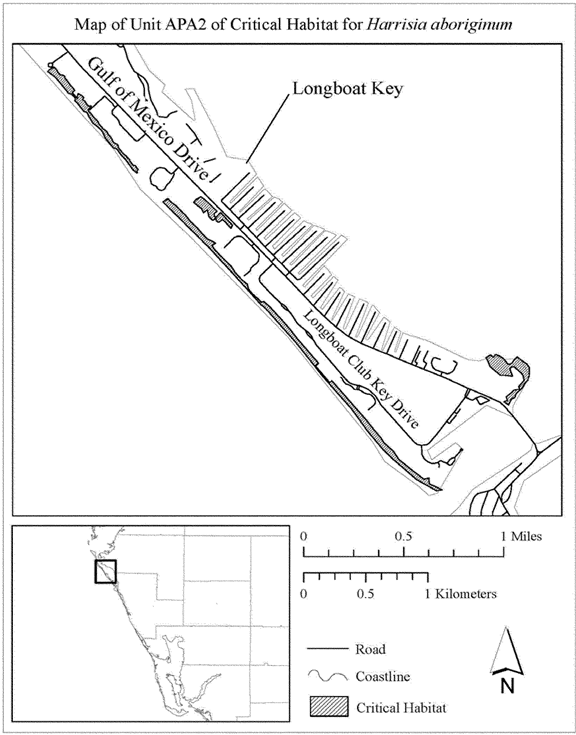 Map of Unit APA2 of Critical Habitat for Harrisia aboriginum
Longboat Key
Gulf of Mexico Drive
Longboat Club Key Drive
0 0.5 1 Miles
0 0.5 1 Kilometers
Road
Coastline
Critical Habitat
N